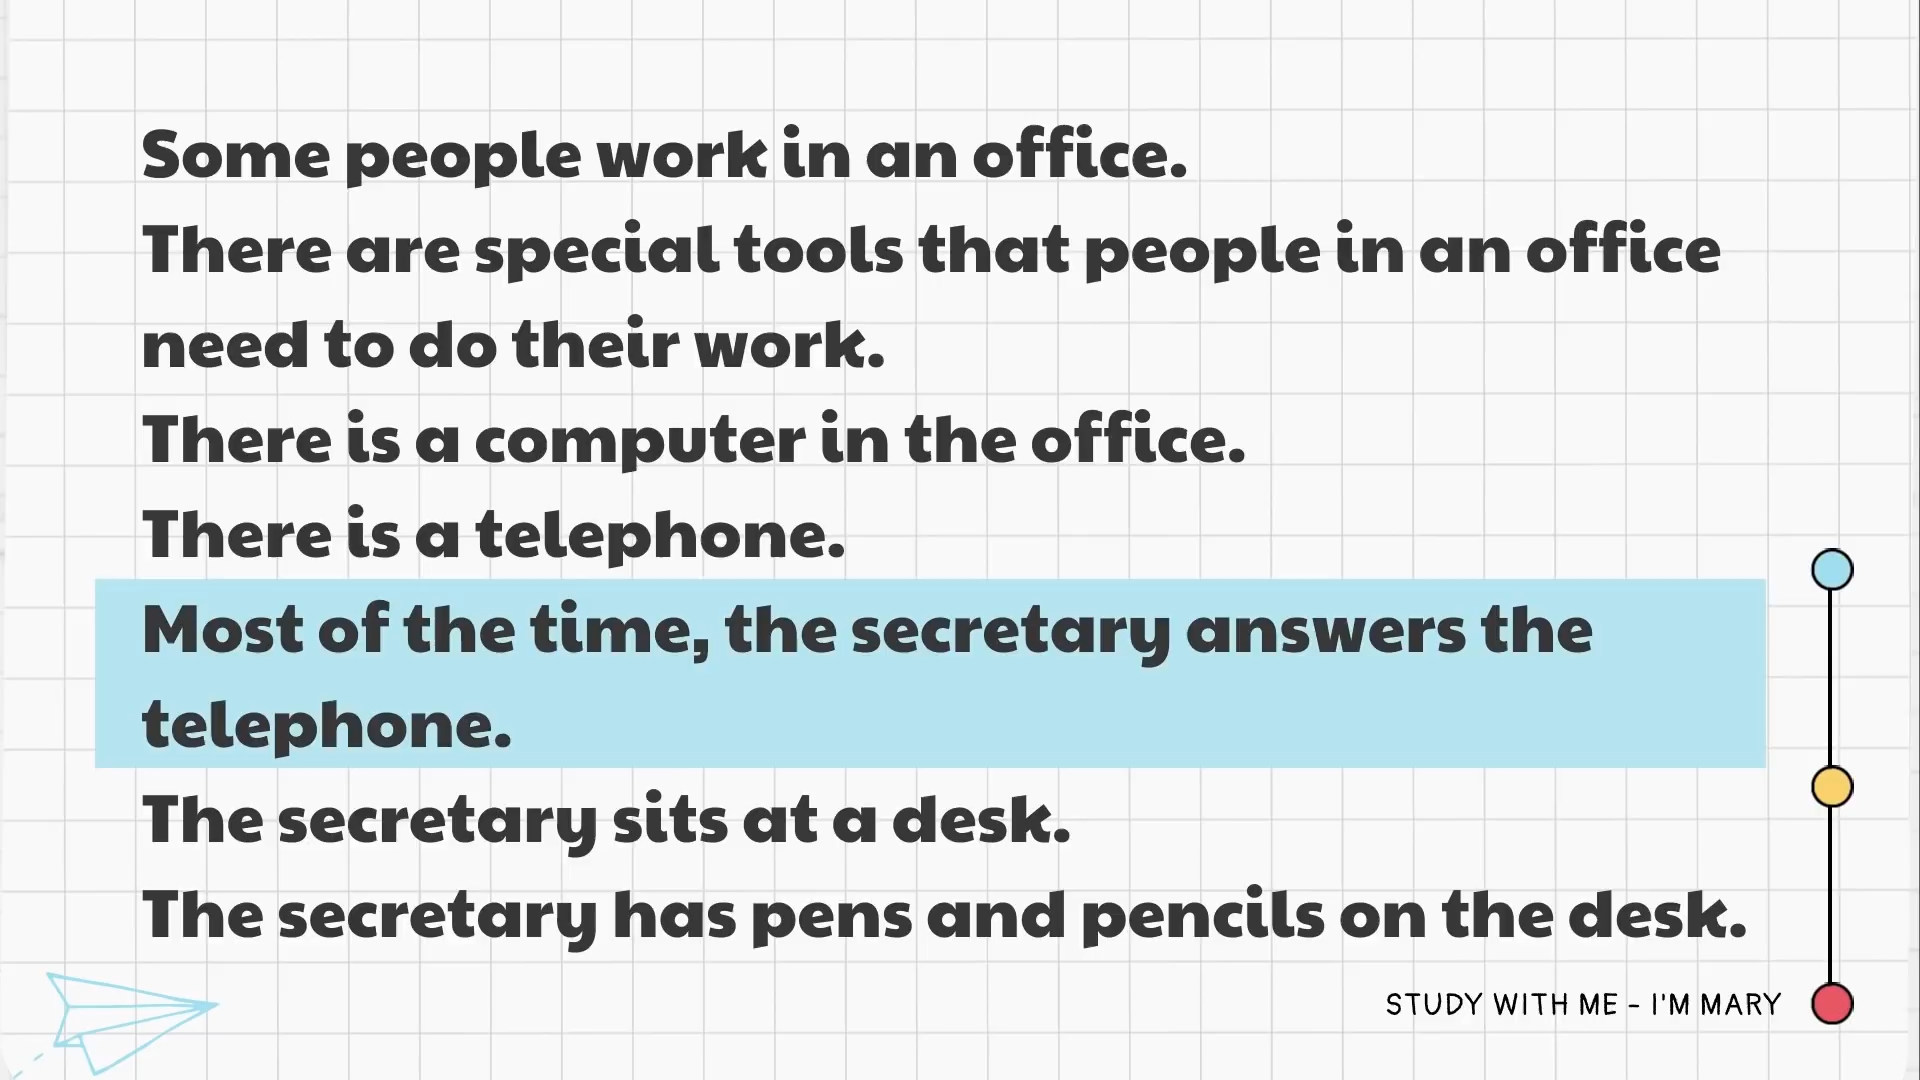 Some people work in an office.
There are special tools that people in an office
need to do their work.
There is a computer in the office.
There is a telephone.
Most of the time, the secretary answers the
telephone.
The secretary sits at a desk.
The secretary has pens and pencils on the desk.
STUDY WITH ME - I'M MARY